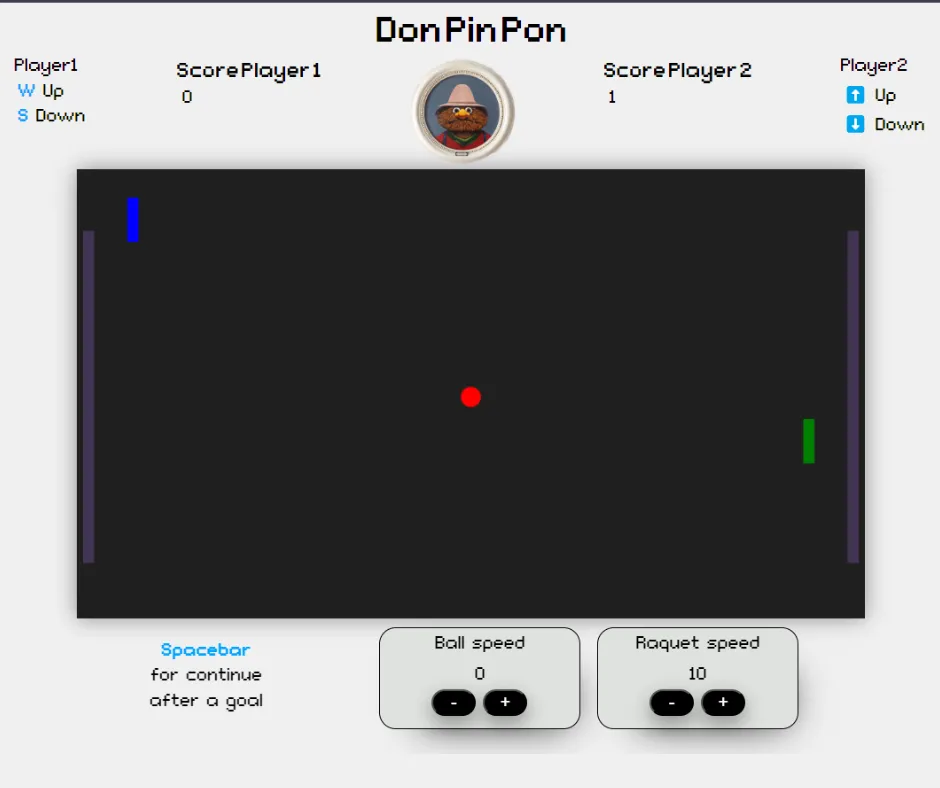 DonPinPon
Player1
W Up
S Down
ScorePlayer1
0
ScorePlayer2
1
Player2
⬆ Up
⬇ Down
Spacebar
for continue
after a goal
Ball speed
0
- +
Raquet speed
10
- +